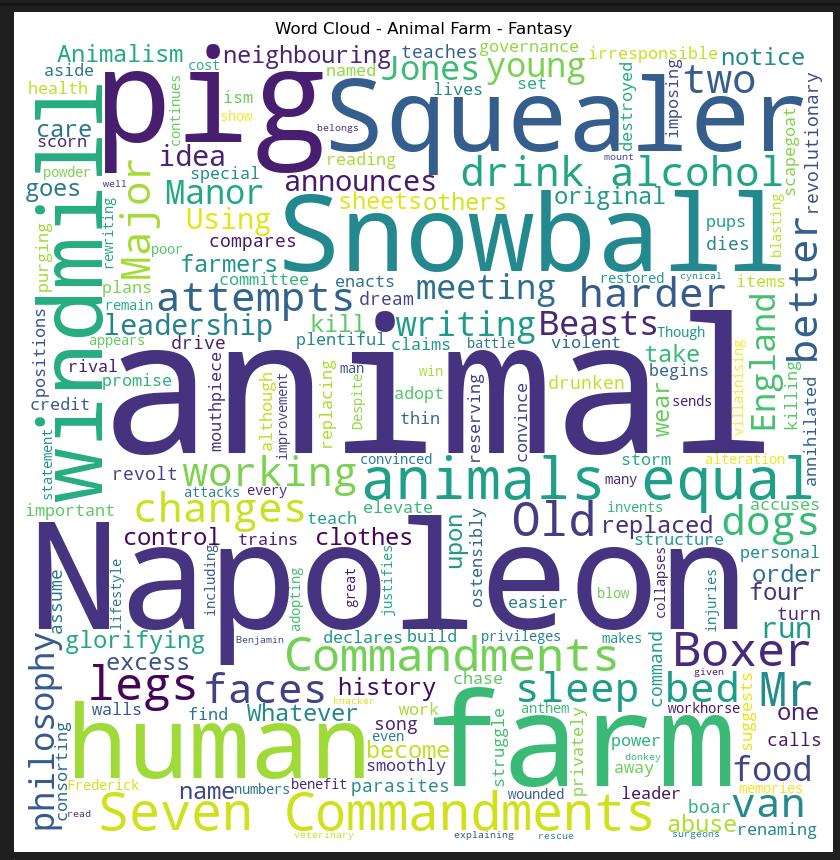 Word Cloud - Animal Farm - Fantasy
Animalism
cost
neighbouring
teaches
governance
irresponsible
notice
aside
named
Jones
young
set
two
health
continues
ism
show
lives
destroyed
imposing
pig
Squealer
revolutionary
scapegoat
care
scorn
belongs
idea
reading
mount
powder
well
special
announces
drink alcohol
goes
Manor
sheets
others
original
windmill
Major
rewriting
purging
Using
Snowball
pups
dies
blasting
poor
compares
farmers
committee
enacts
restored
cynical
items
better
plans
remain
attempts
dream
meeting
harder
England
leadership
kill
writing
Beasts
Though
appears
drive
plentiful
claims
battle
violent
take
positions
rival
promise
mouthpiece
although
improvement
replacing
Despite
man
win
adopt
thin
reserving
convince
drunken
begins
wear
sends
villainising
killing
annihilated
credit
animal
statement
revolt
working
convinced
storm
alteration
attacks
every
animals
many
equal
important
changes
teach
elevate
invents
accuses
Old
replaced
dogs
control
trains
clothes
upon
ostensibly
structure
personal
Napoleon
assume
lifestyle
including
adopting
great
justifies
easier
blow
collapses
injuries
order
four
turn
glorifying
Benjamin
declares
build
privileges
makes
run
excess
Commandments
command
Boxer
given
philosophy
legs
faces
history
chase
sleep bed
Mr
walls
find
Whatever
knacker
work
anthem
workhorse
suggests
one
song
even
become
struggle
privately
power
calls
consorting
human
smoothly
farm
donkey
away
food
Frederick
name
numbers
benefit
parasites
wounded
leader
memories
read
Seven Commandments
boar
van
abuse
renaming
veterinary
explaining
rescue
surgeons